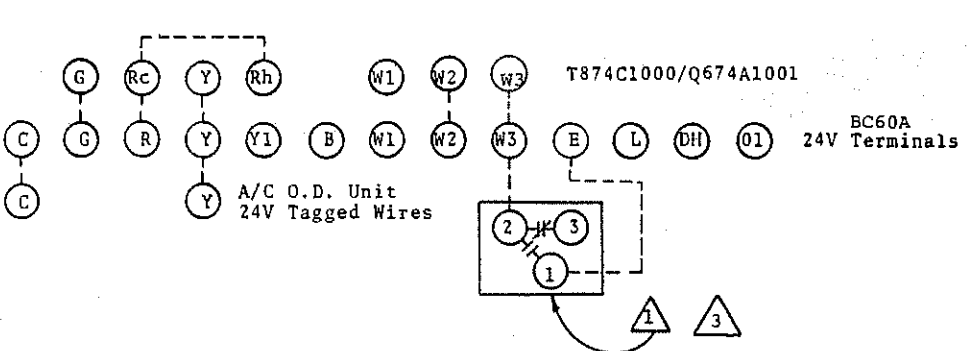 G Rc Y Rh W1 W2 W3 T874C1000/Q674A1001
C G R Y Y1 B W1 W2 W3 E L DH O1 BC60A
24V Terminals
C Y A/C O.D. Unit
24V Tagged Wires
2 3
1
1 3